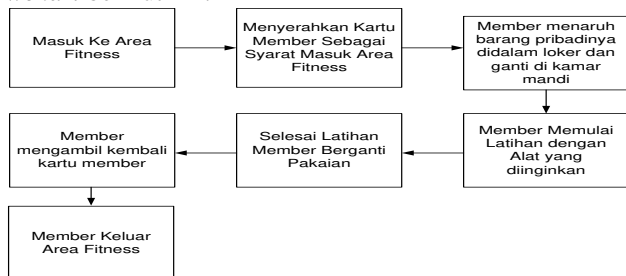 Masuk Ke Area
Fitness
Menyerahkan Kartu
Member Sebagai
Syarat Masuk Area
Fitness
Member menaruh
barang pribadinya
didalam loker dan
ganti di kamar
mandi
Member Memulai
Latihan dengan
Alat yang
diinginkan
Selesai Latihan
Member Berganti
Pakaian
Member
mengambil kembali
kartu member
Member Keluar
Area Fitness